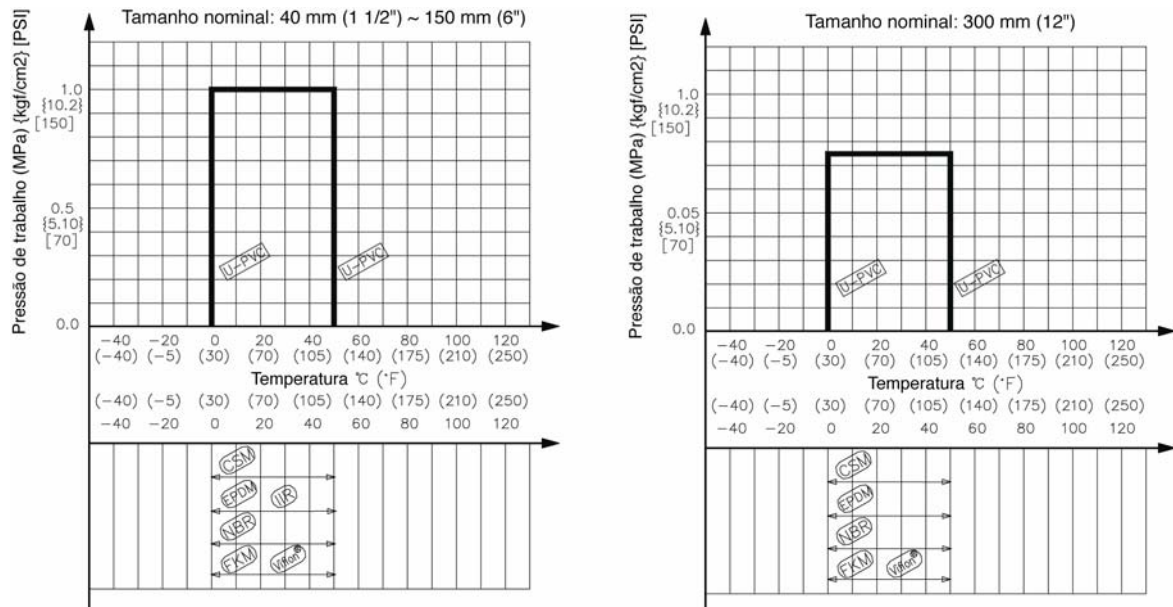 Tamanho nominal: 40 mm (1 1/2") ~ 150 mm (6")
Pressão de trabalho (MPa) {kgf/cm2} [PSI]
1.0
{10.2}
[150]
0.5
{5.10}
[70]
0.0
U-PVC
U-PVC
-40 -20 0 20 40 60 80 100 120
(-40) (-5) (30) (70) (105) (140) (175) (210) (250)
Temperatura ℃ (°F)
(-40) (-5) (30) (70) (105) (140) (175) (210) (250)
-40 -20 0 20 40 60 80 100 120
CSM
EPDM IIR
NBR
FKM Viflon®
Tamanho nominal: 300 mm (12")
Pressão de trabalho (MPa) {kgf/cm2} [PSI]
1.0
{10.2}
[150]
0.05
{5.10}
[70]
0.0
U-PVC
U-PVC
-40 -20 0 20 40 60 80 100 120
(-40) (-5) (30) (70) (105) (140) (175) (210) (250)
Temperatura ℃ (°F)
(-40) (-5) (30) (70) (105) (140) (175) (210) (250)
-40 -20 0 20 40 60 80 100 120
CSM
EPDM
NBR
FKM Viflon®